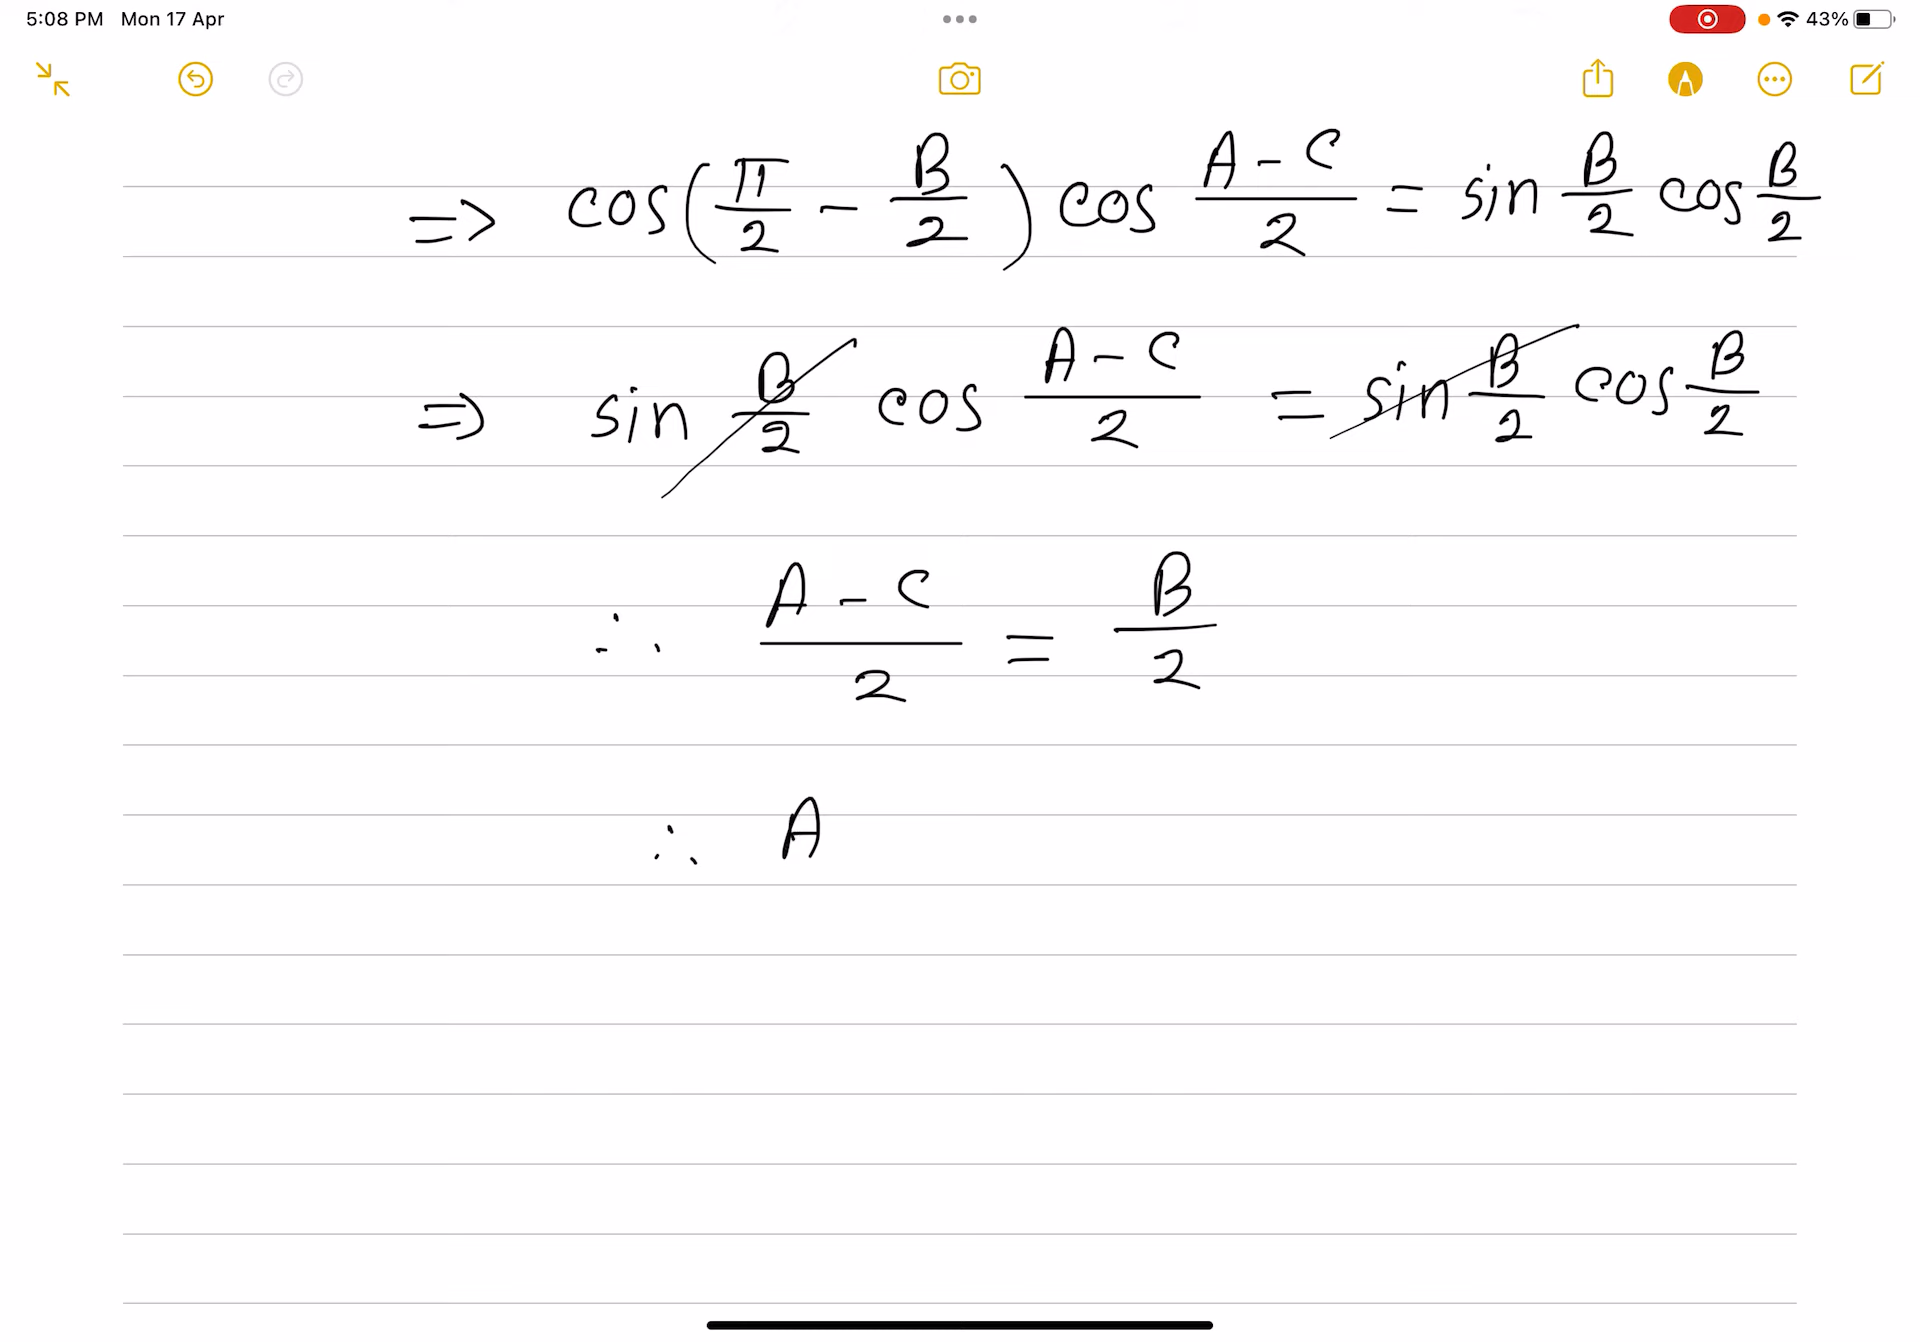 5:08 PM Mon 17 Apr 43%
=> cos(π/2 - B/2) cos A-C/2 = sin B/2 cos B/2
=> sin B/2 cos A-C/2 = sin B/2 cos B/2
∴ A-C/2 = B/2
∴ A